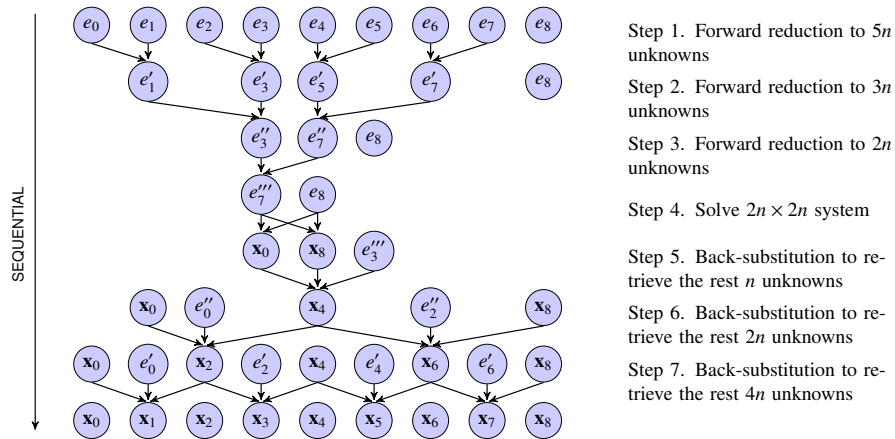 SEQUENTIAL
e0 e1 e2 e3 e4 e5 e6 e7 e8
e′1 e′3 e′5 e′7 e8
e′′3 e′′7 e8
e′′′7 e8
x0 x8 e′′′3
x0 e′′0 x4 e′′2 x8
x0 e′0 x2 e′2 x4 e′4 x6 e′6 x8
x0 x1 x2 x3 x4 x5 x6 x7 x8
Step 1. Forward reduction to 5n
unknowns
Step 2. Forward reduction to 3n
unknowns
Step 3. Forward reduction to 2n
unknowns
Step 4. Solve 2n × 2n system
Step 5. Back-substitution to re-
trieve the rest n unknowns
Step 6. Back-substitution to re-
trieve the rest 2n unknowns
Step 7. Back-substitution to re-
trieve the rest 4n unknowns